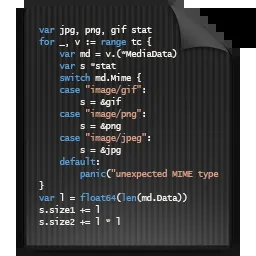 var jpg, png, gif stat
for _, v := range tc {
    var md = v.(*MediaData)
    var s *stat
    switch md.Mime {
    case "image/gif":
        s = &gif
    case "image/png":
        s = &png
    case "image/jpeg":
        s = &jpg
    default:
        panic("unexpected MIME type
}
var l = float64(len(md.Data))
s.size1 += l
s.size2 += l * l